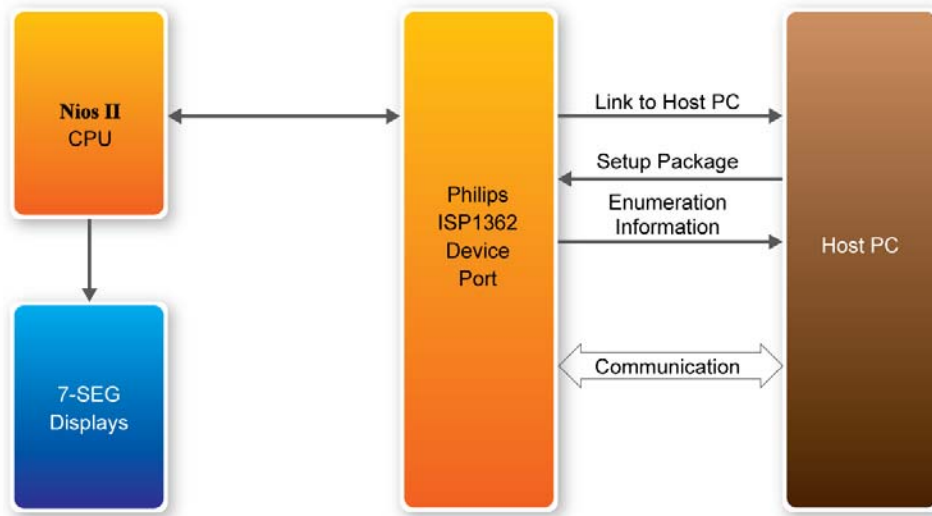 Nios II
CPU
7-SEG
Displays
Philips
ISP1362
Device
Port
Link to Host PC
Setup Package
Enumeration
Information
Communication
Host PC